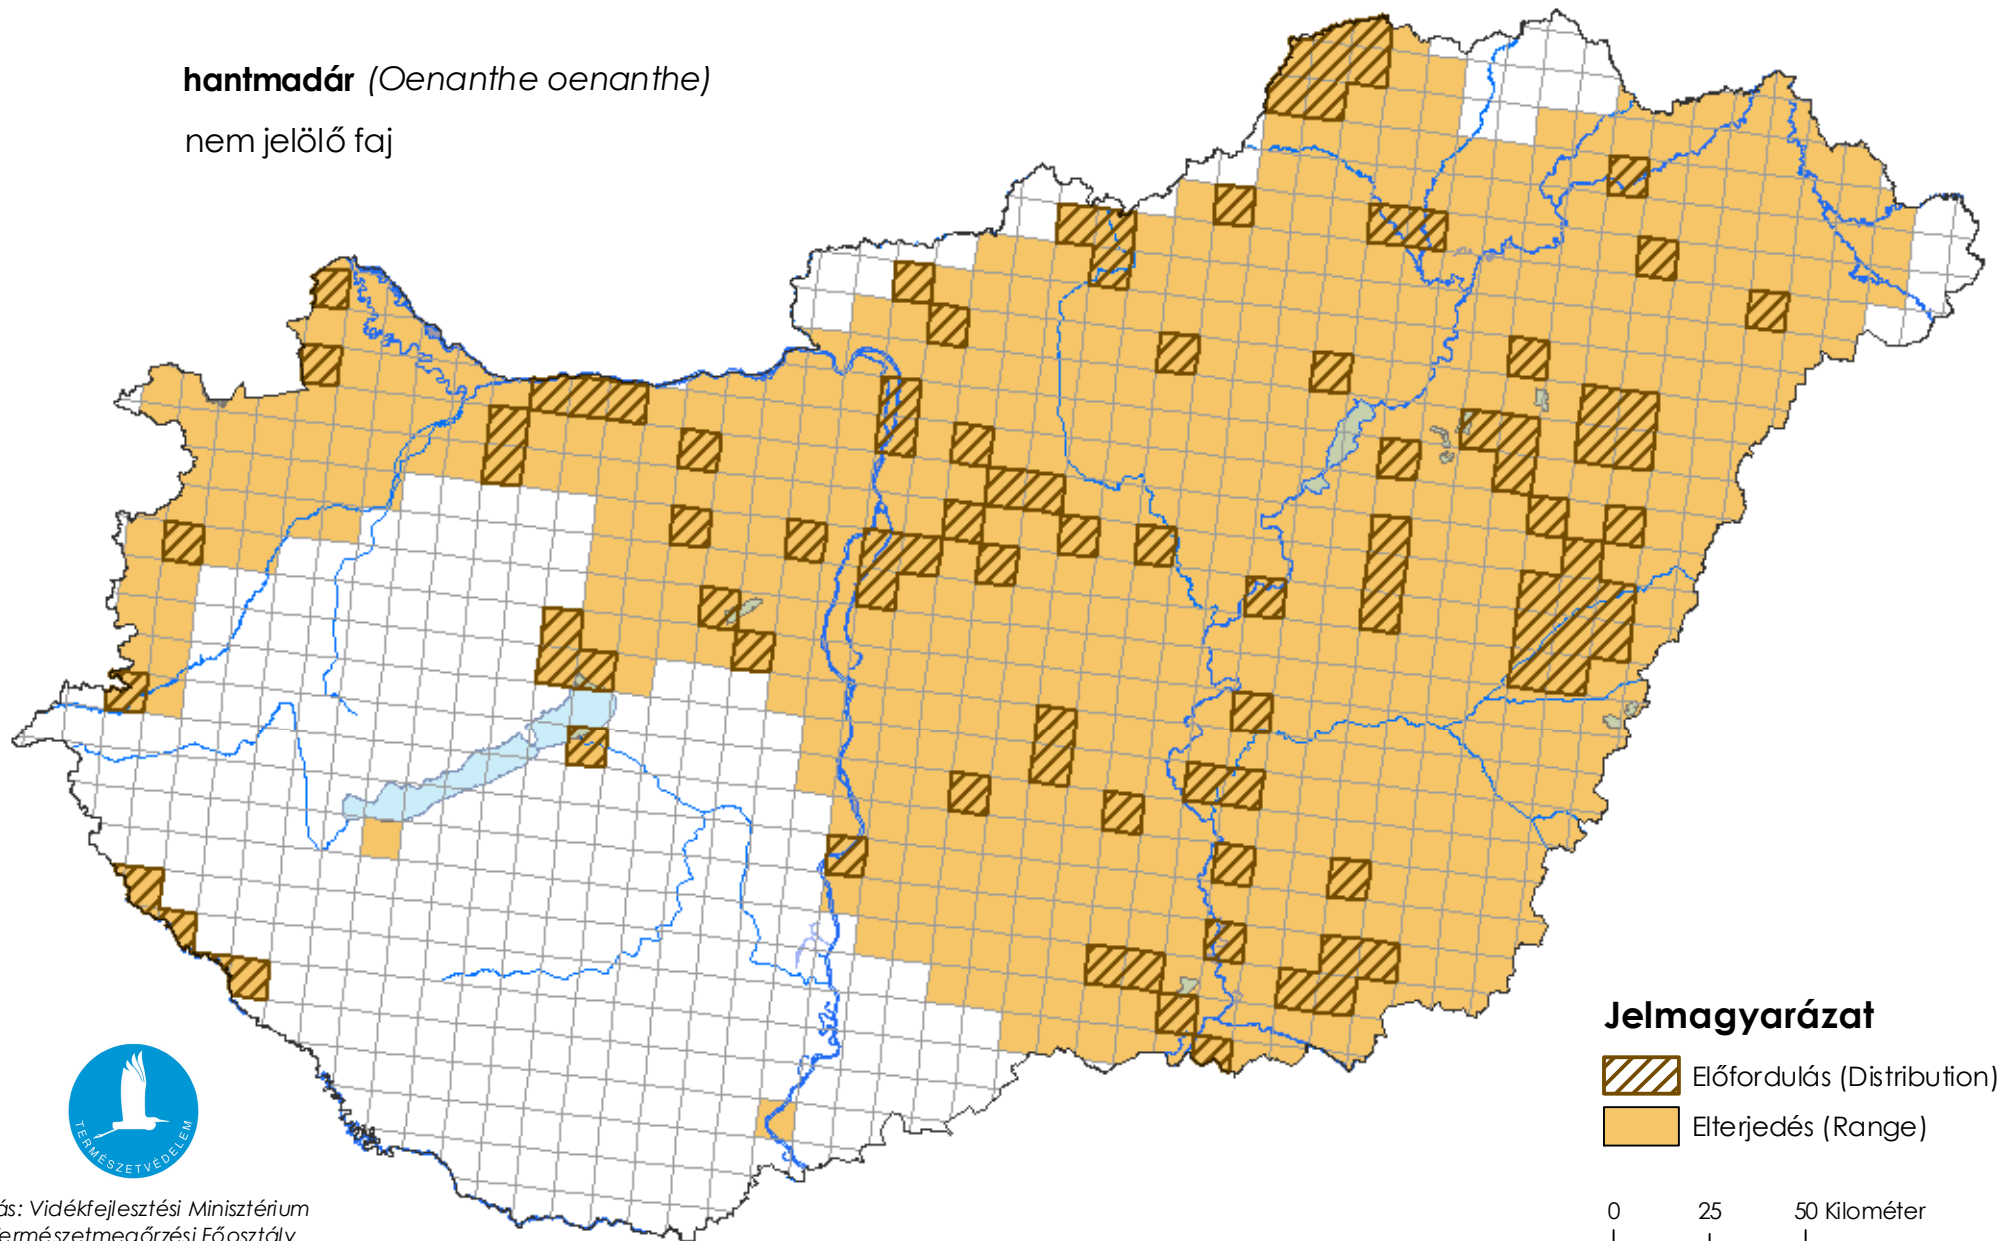 hantmadár (Oenanthe oenanthe)
nem jelölő faj
Jelmagyarázat
Előfordulás (Distribution)
Elterjedés (Range)
0 25 50 Kilométer
TERMÉSZETVÉDELEM
ás: Vidékfejlesztési Minisztérium
ermészetmegőrzési Főosztály